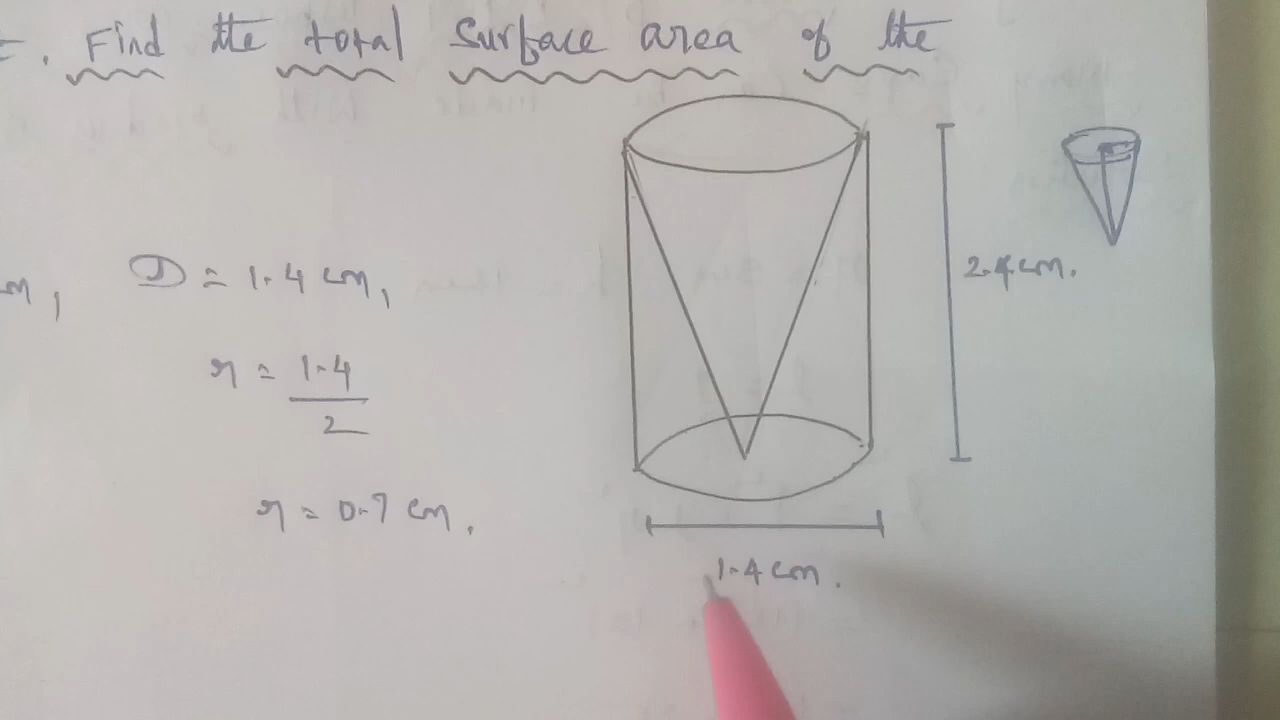 . Find the total surface area of the
2.4 cm.
m, D = 1.4 cm,
r = 1.4
2
r = 0.7 cm.
1.4 cm.